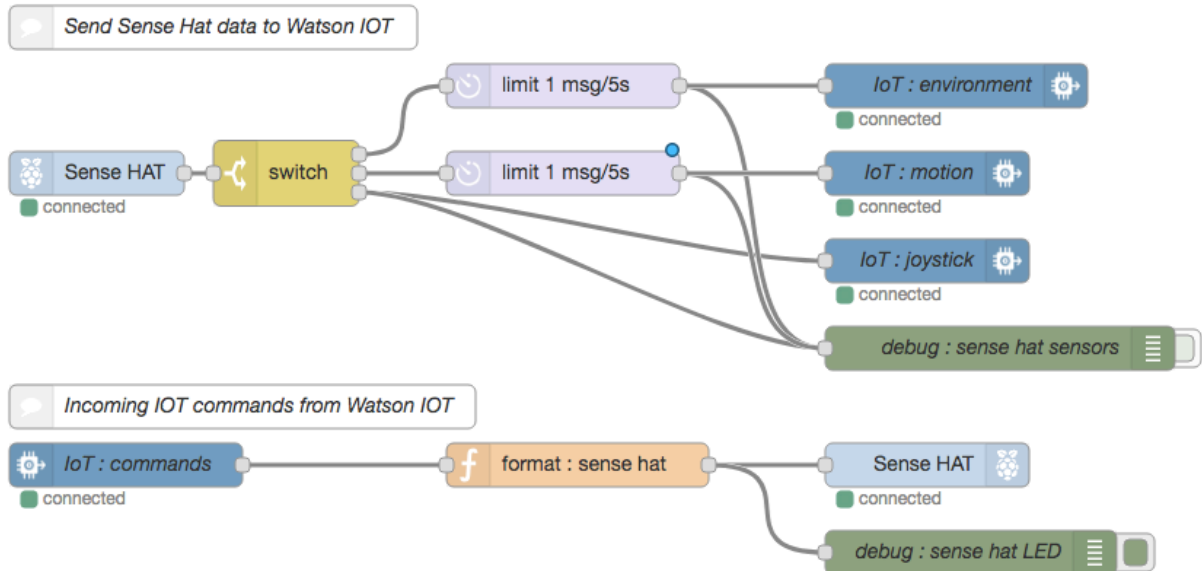 Send Sense Hat data to Watson IOT
limit 1 msg/5s
IoT : environment
connected
Sense HAT
connected
switch
limit 1 msg/5s
IoT : motion
connected
IoT : joystick
connected
debug : sense hat sensors
Incoming IOT commands from Watson IOT
IoT : commands
connected
format : sense hat
Sense HAT
connected
debug : sense hat LED